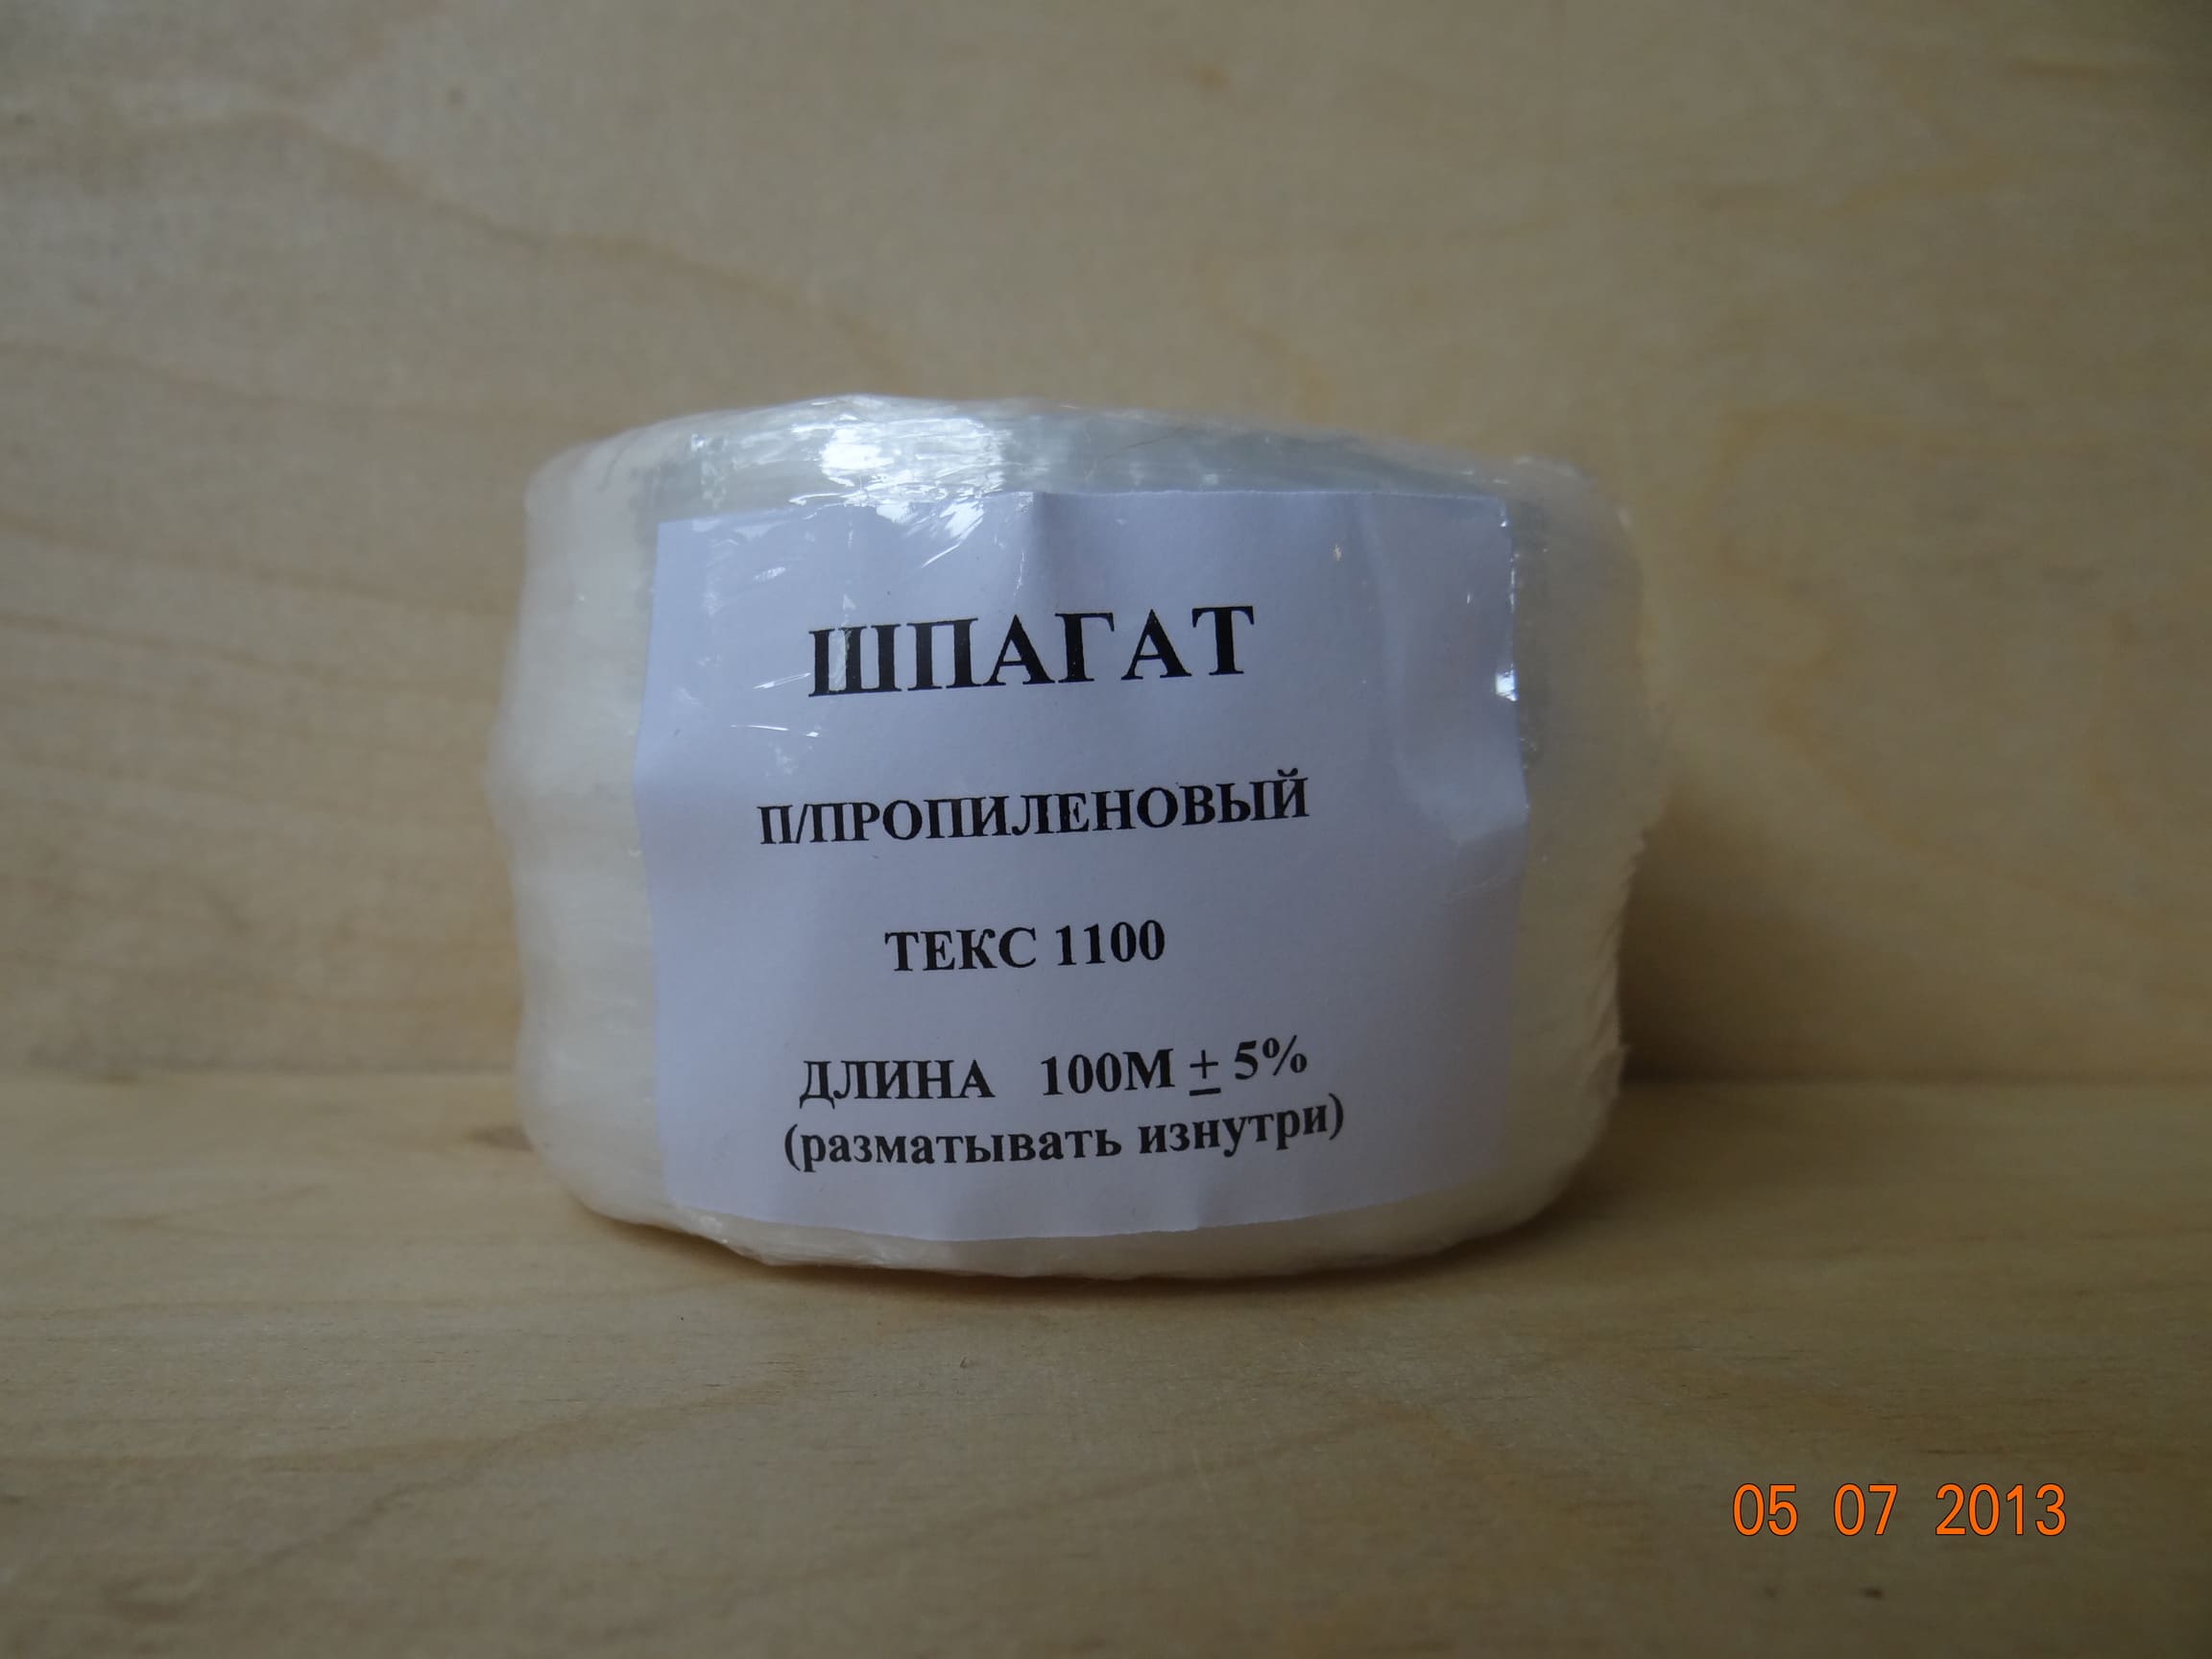 ШПАГАТ
П/ПРОПИЛЕНОВЫЙ
ТЕКС 1100
ДЛИНА 100М ± 5%
(разматывать изнутри)
05 07 2013